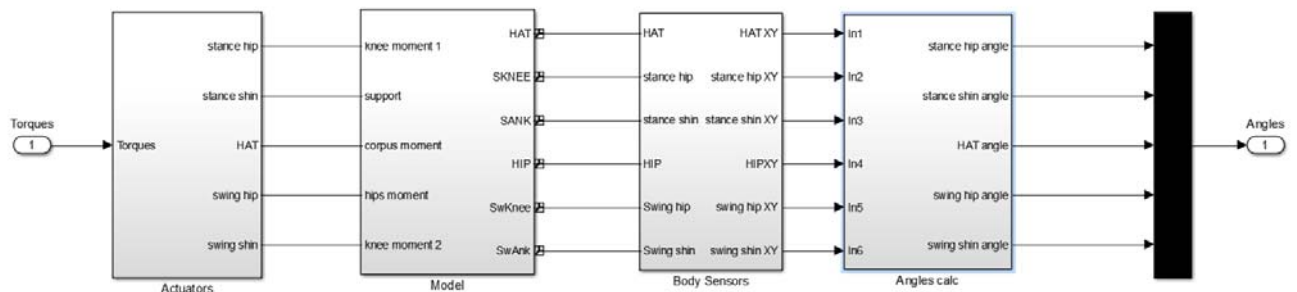 Torques
1
Torques
stance hip
stance shin
HAT
swing hip
swing shin
Actuators
knee moment 1
support
corpus moment
hips moment
knee moment 2
HAT
SKNEE
SANK
HIP
SwKnee
SwAnk
Model
HAT
stance hip
stance shin
HIP
Swing hip
Swing shin
HAT XY
stance hip XY
stance shin XY
HIPXY
swing hip XY
swing shin XY
Body Sensors
In1
In2
In3
In4
In5
In6
stance hip angle
stance shin angle
HAT angle
swing hip angle
swing shin angle
Angles calc
Angles
1